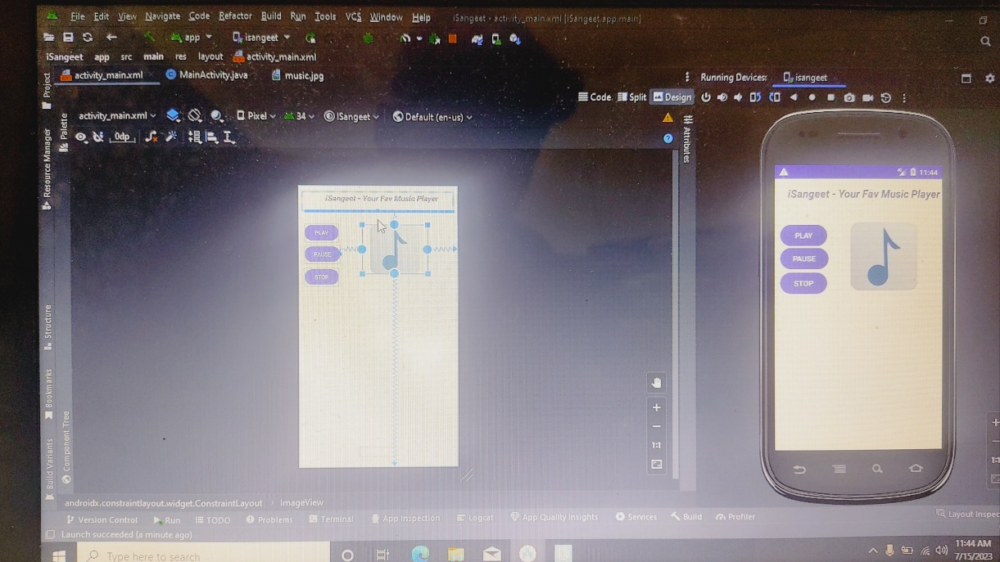 File Edit View Navigate Code Refactor Build Run Tools VCS Window Help iSangeet - activity_main.xml [iSangeet.app.main]
app isangeet
iSangeet app src main res layout activity_main.xml
activity_main.xml MainActivity.java music.jpg
Running Devices: isangeet
Code Split Design
activity_main.xml Pixel 34 iSangeet Default (en-us)
0dp
Project
Resource Manager
Structure
Bookmarks
Build Variants
Palette
Component Tree
Attributes
iSangeet - Your Fav Music Player
PLAY
PAUSE
STOP
1:1
11:44
iSangeet - Your Fav Music Player
PLAY
PAUSE
STOP
androidx.constraintlayout.widget.ConstraintLayout ImageView
Version Control Run TODO Problems Terminal App Inspection Logcat App Quality Insights Services Build Profiler
Launch succeeded (a minute ago)
Type here to search
11:44 AM
7/15/2023